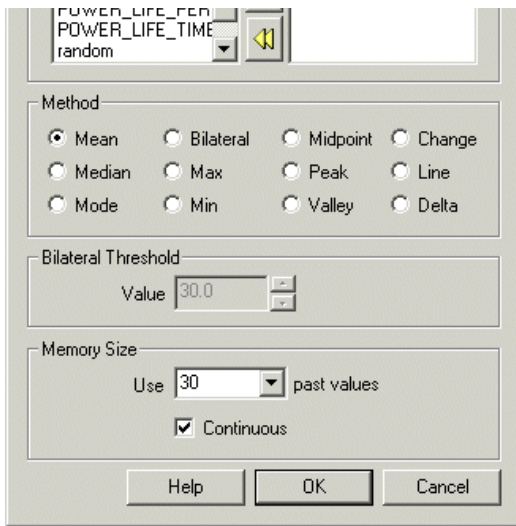 POWER_LIFE_PER
POWER_LIFE_TIME
random
Method
Mean Bilateral Midpoint Change
Median Max Peak Line
Mode Min Valley Delta
Bilateral Threshold
Value 30.0
Memory Size
Use 30 past values
Continuous
Help OK Cancel